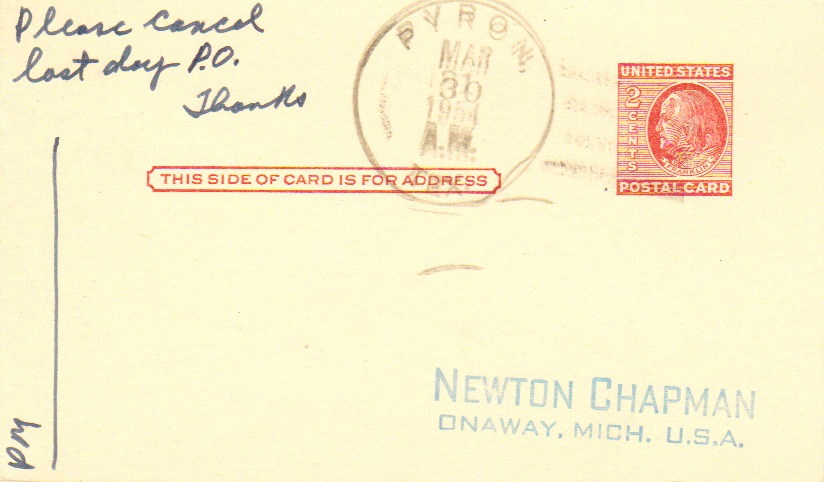 Please cancel
last day P.O.
Thanks
PYRON,
MAR
30
A.M.
UNITED STATES
2 CENTS
FRANKLIN
POSTAL CARD
THIS SIDE OF CARD IS FOR ADDRESS
NEWTON CHAPMAN
ONAWAY, MICH. U.S.A.